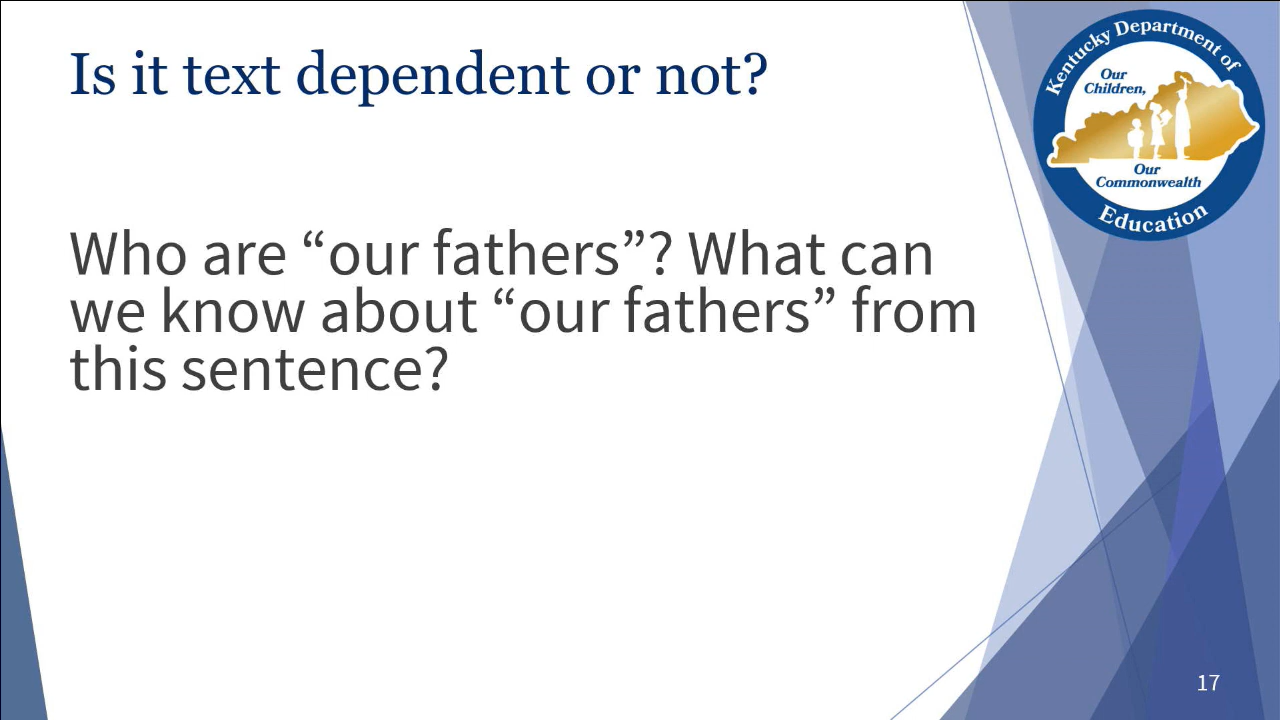 Is it text dependent or not?
Kentucky Department of
Our
Children,
Our
Commonwealth
Education
Who are “our fathers”? What can
we know about “our fathers” from
this sentence?
17